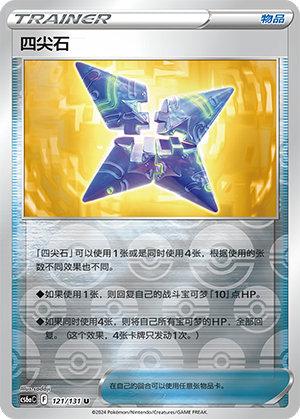 TRAINER 物品
四尖石
「四尖石」可以使用1张或是同时使用4张，根据使用的张
数不同效果也不同。
◆如果使用1张，则回复自己的战斗宝可梦「10」点HP。
◆如果使用4张，则将自己所有宝可梦的HP，全部回
复。（这个效果，4张卡牌只发动1次。）
Illus. nodoji
CS6aC F 121/131 U
在自己的回合可以使用任意张物品卡。
©2024 Pokémon/Nintendo/Creatures/GAME FREAK.